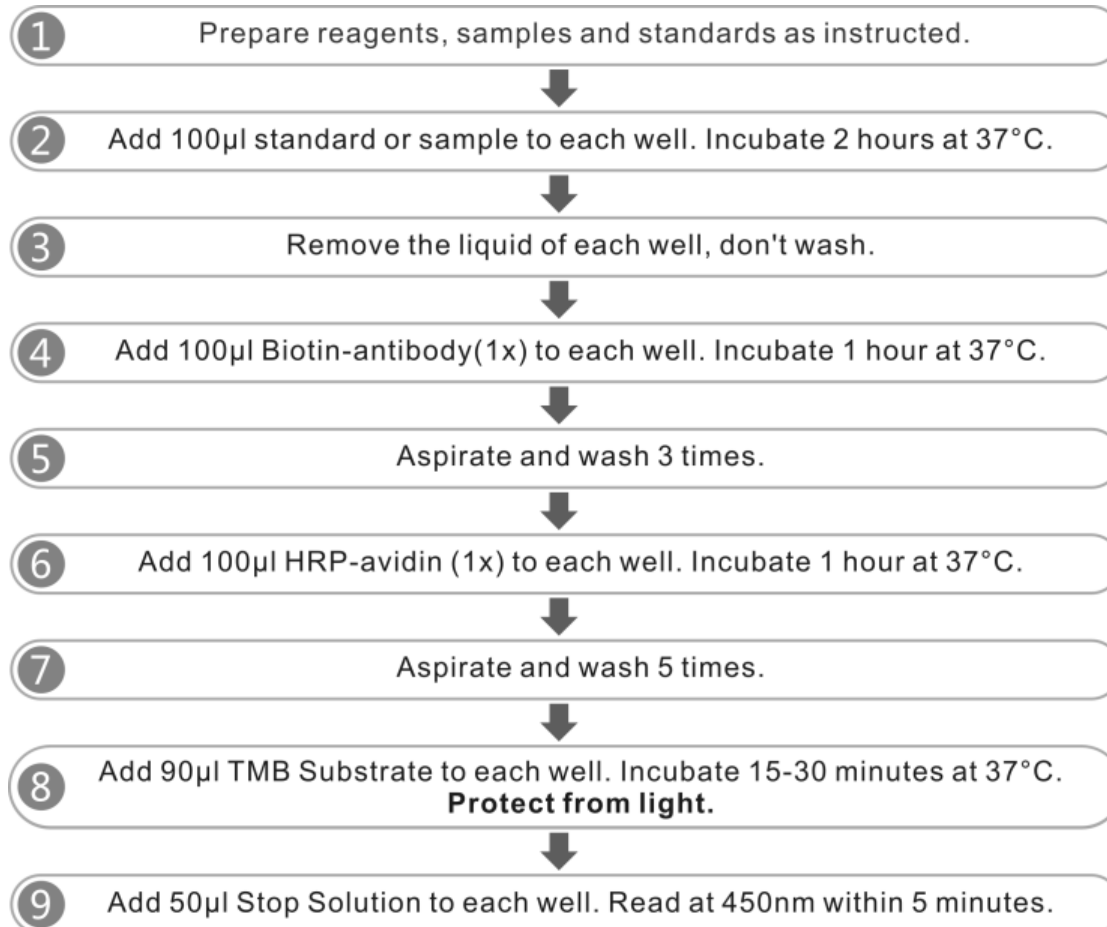 1 Prepare reagents, samples and standards as instructed.
2 Add 100µl standard or sample to each well. Incubate 2 hours at 37°C.
3 Remove the liquid of each well, don't wash.
4 Add 100µl Biotin-antibody(1x) to each well. Incubate 1 hour at 37°C.
5 Aspirate and wash 3 times.
6 Add 100µl HRP-avidin (1x) to each well. Incubate 1 hour at 37°C.
7 Aspirate and wash 5 times.
8 Add 90µl TMB Substrate to each well. Incubate 15-30 minutes at 37°C.
Protect from light.
9 Add 50µl Stop Solution to each well. Read at 450nm within 5 minutes.